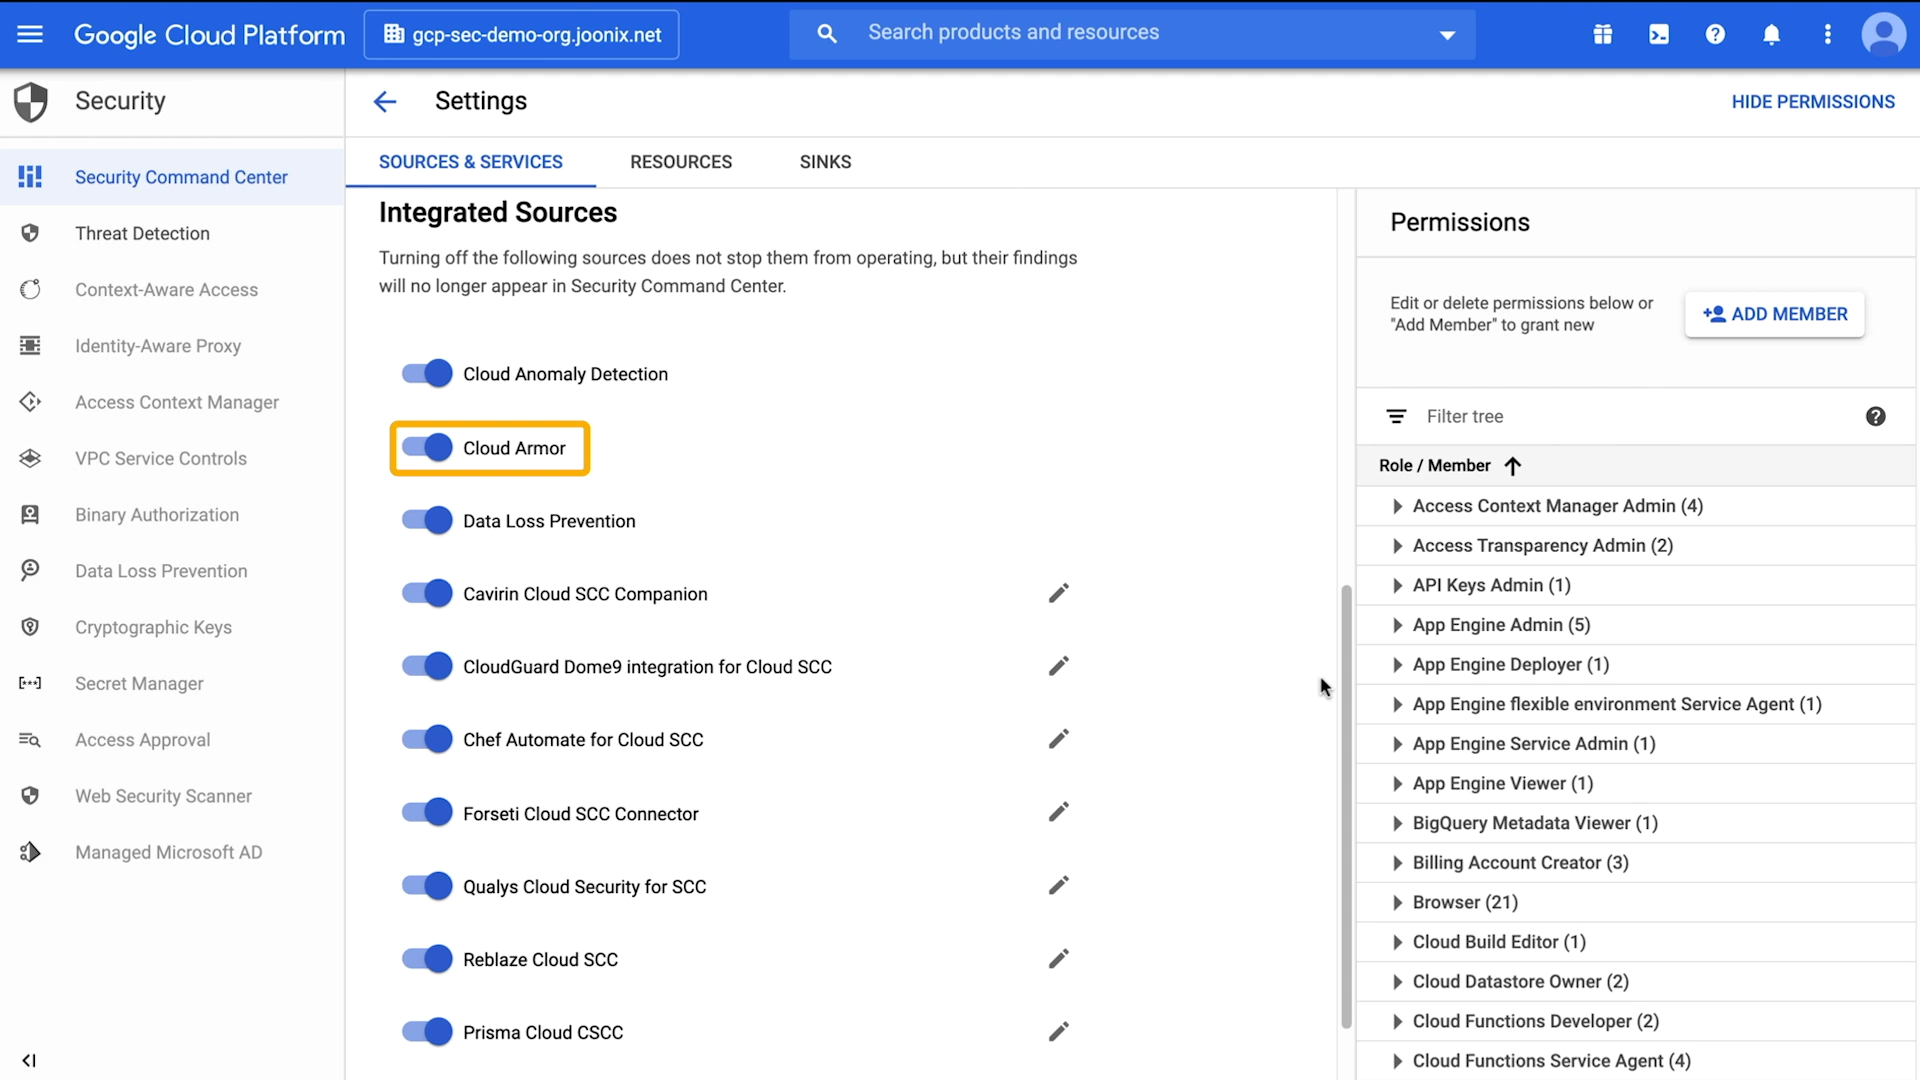 Google Cloud Platform
gcp-sec-demo-org.joonix.net
Search products and resources
Security
Security Command Center
Threat Detection
Context-Aware Access
Identity-Aware Proxy
Access Context Manager
VPC Service Controls
Binary Authorization
Data Loss Prevention
Cryptographic Keys
Secret Manager
Access Approval
Web Security Scanner
Managed Microsoft AD
Settings
HIDE PERMISSIONS
SOURCES & SERVICES
RESOURCES
SINKS
Integrated Sources
Turning off the following sources does not stop them from operating, but their findings
will no longer appear in Security Command Center.
Cloud Anomaly Detection
Cloud Armor
Data Loss Prevention
Cavirin Cloud SCC Companion
CloudGuard Dome9 integration for Cloud SCC
Chef Automate for Cloud SCC
Forseti Cloud SCC Connector
Qualys Cloud Security for SCC
Reblaze Cloud SCC
Prisma Cloud CSCC
Permissions
Edit or delete permissions below or
"Add Member" to grant new
ADD MEMBER
Filter tree
Role / Member
Access Context Manager Admin (4)
Access Transparency Admin (2)
API Keys Admin (1)
App Engine Admin (5)
App Engine Deployer (1)
App Engine flexible environment Service Agent (1)
App Engine Service Admin (1)
App Engine Viewer (1)
BigQuery Metadata Viewer (1)
Billing Account Creator (3)
Browser (21)
Cloud Build Editor (1)
Cloud Datastore Owner (2)
Cloud Functions Developer (2)
Cloud Functions Service Agent (4)